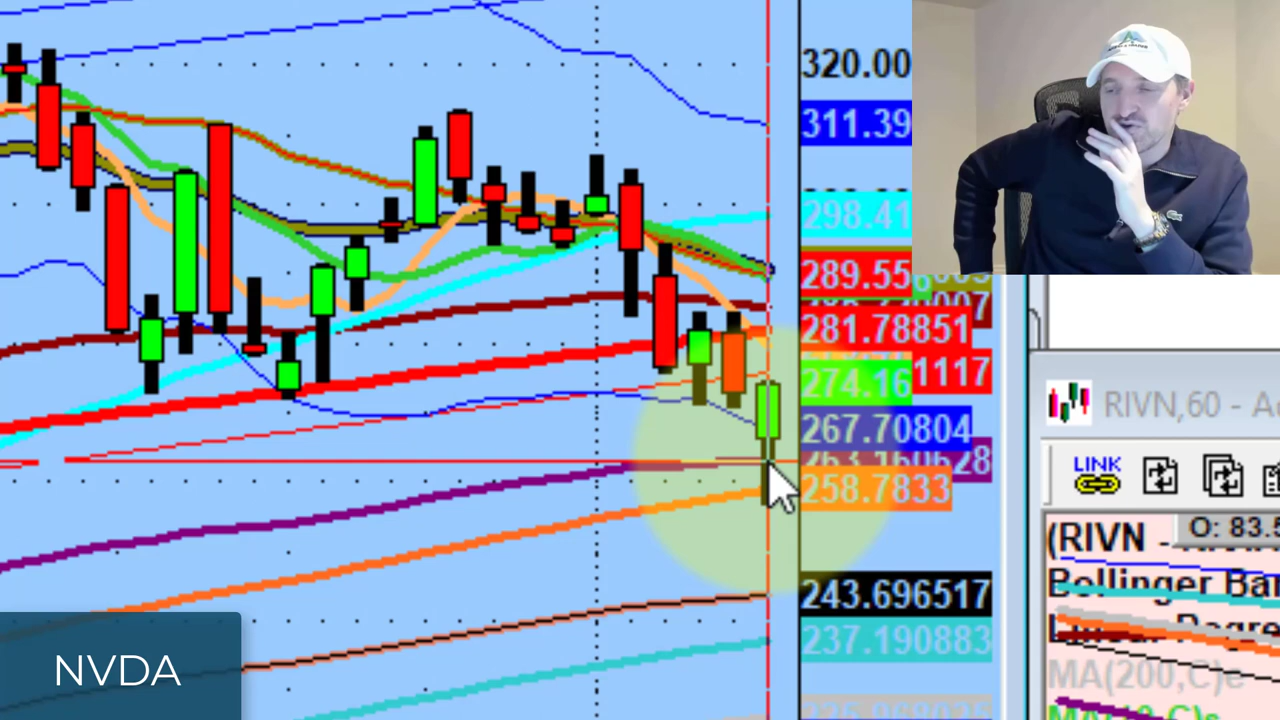 320.00
311.39
298.41
289.55
281.78851
1117
274.16
267.70804
258.7833
243.696517
237.190883
NVDA
RIVN,60 - A
LINK
O: 83.5
(RIVN -
Bollinger Ba
MA(200,C)e